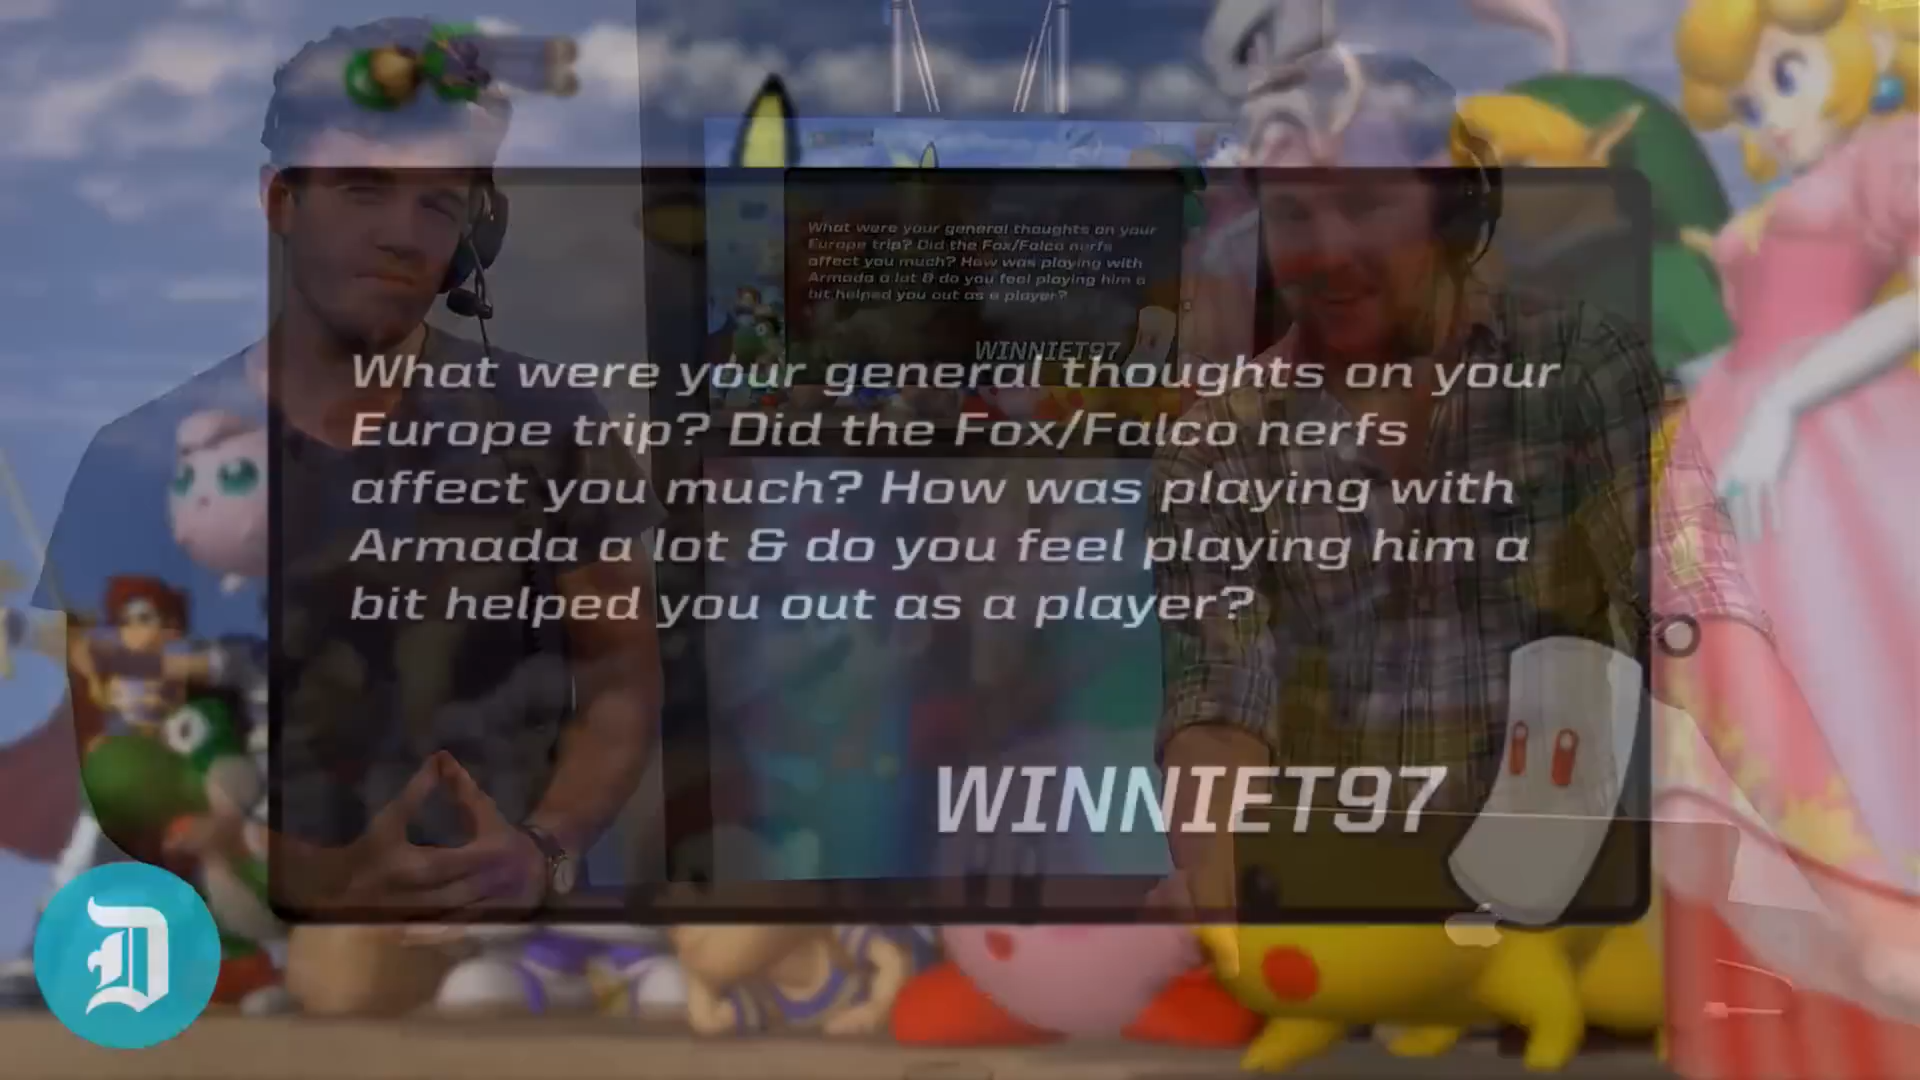 What were your general thoughts on your
Europe trip? Did the Fox/Falco nerfs
affect you much? How was playing with
Armada a lot & do you feel playing him a
bit helped you out as a player?
WINNIET97
What were your general thoughts on your
Europe trip? Did the Fox/Falco nerfs
affect you much? How was playing with
Armada a lot & do you feel playing him a
bit helped you out as a player?
WINNIET97
D